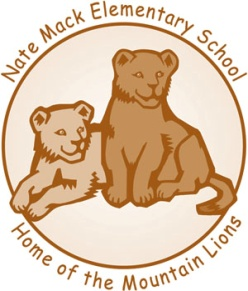 Nate Mack Elementary School
Home of the Mountain Lions